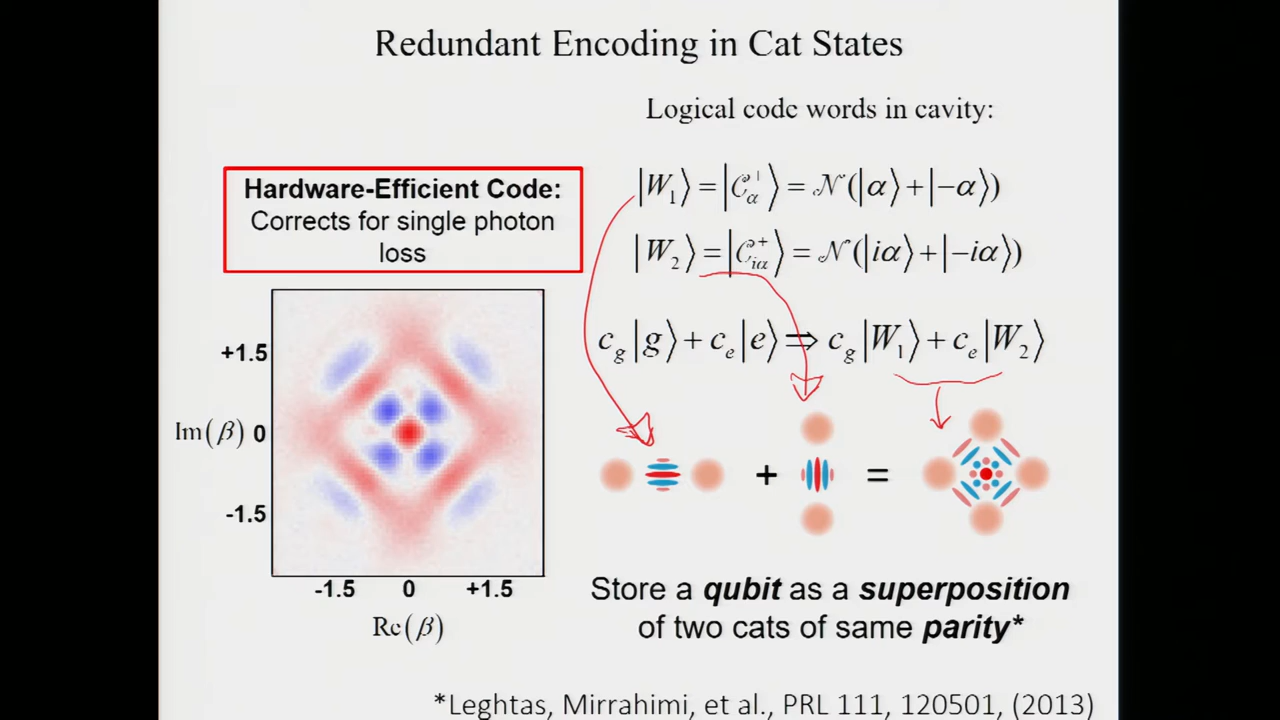 Redundant Encoding in Cat States
Logical code words in cavity:
Hardware-Efficient Code:
Corrects for single photon
loss
|W₁⟩ = |𝒞α⁺⟩ = 𝒩(|α⟩ + |−α⟩)
|W₂⟩ = |𝒞iα⁺⟩ = 𝒩(|iα⟩ + |−iα⟩)
c_g|g⟩ + c_e|e⟩ ⇒ c_g|W₁⟩ + c_e|W₂⟩
+1.5
Im(β) 0
-1.5
-1.5 0 +1.5
Re(β)
+ =
Store a qubit as a superposition
of two cats of same parity*
*Leghtas, Mirrahimi, et al., PRL 111, 120501, (2013)